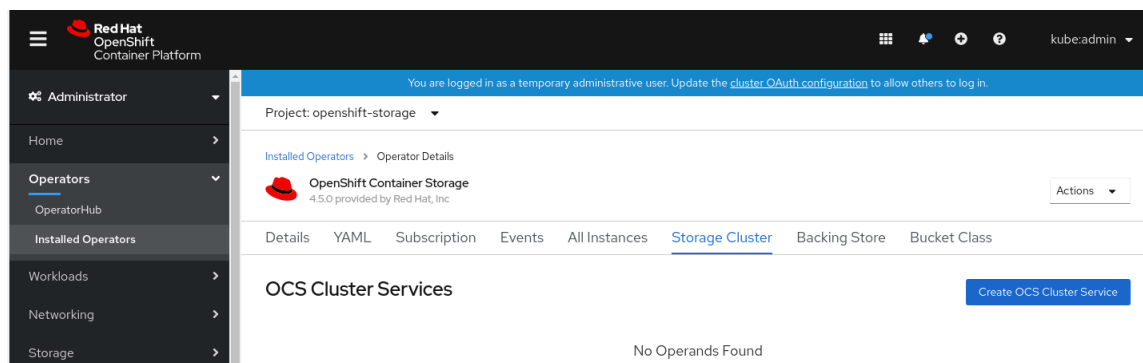 Red Hat
OpenShift
Container Platform
kube:admin
Administrator
You are logged in as a temporary administrative user. Update the cluster OAuth configuration to allow others to log in.
Project: openshift-storage
Home
Operators
OperatorHub
Installed Operators
Workloads
Networking
Storage
Installed Operators > Operator Details
OpenShift Container Storage
4.5.0 provided by Red Hat, Inc
Actions
Details YAML Subscription Events All Instances Storage Cluster Backing Store Bucket Class
OCS Cluster Services
Create OCS Cluster Service
No Operands Found